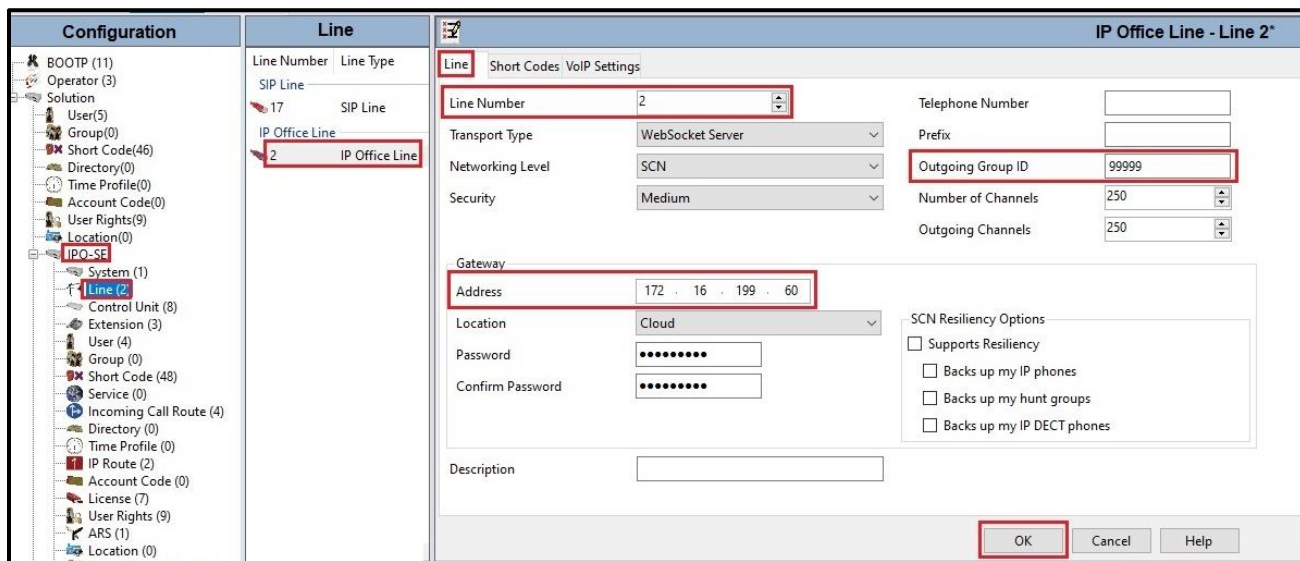 Configuration
BOOTP (11)
Operator (3)
Solution
User(5)
Group(0)
Short Code(46)
Directory(0)
Time Profile(0)
Account Code(0)
User Rights(9)
Location(0)
IPO-SE
System (1)
Line (2)
Control Unit (8)
Extension (3)
User (4)
Group (0)
Short Code (48)
Service (0)
Incoming Call Route (4)
Directory (0)
Time Profile (0)
IP Route (2)
Account Code (0)
License (7)
User Rights (9)
ARS (1)
Location (0)
Line
Line Number Line Type
SIP Line
17 SIP Line
IP Office Line
2 IP Office Line
IP Office Line - Line 2*
Line Short Codes VoIP Settings
Line Number 2
Transport Type WebSocket Server
Networking Level SCN
Security Medium
Telephone Number
Prefix
Outgoing Group ID 99999
Number of Channels 250
Outgoing Channels 250
Gateway
Address 172 . 16 . 199 . 60
Location Cloud
Password •••••••••
Confirm Password •••••••••
SCN Resiliency Options
Supports Resiliency
Backs up my IP phones
Backs up my hunt groups
Backs up my IP DECT phones
Description
OK Cancel Help